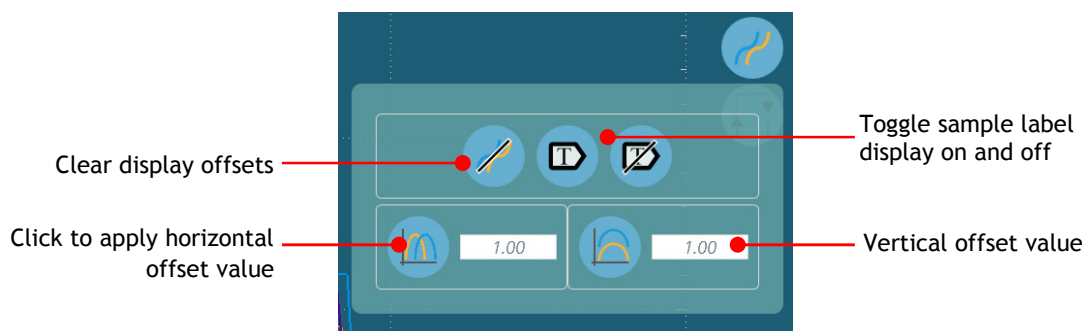 Toggle sample label
display on and off
Clear display offsets
T
T
Click to apply horizontal
offset value
1.00
1.00
Vertical offset value